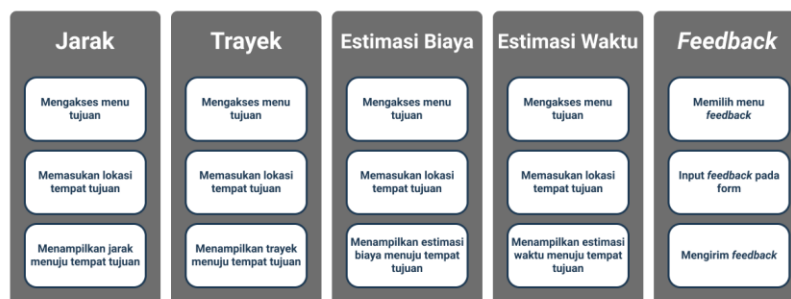 Jarak
Mengakses menu
tujuan
Memasukan lokasi
tempat tujuan
Menampilkan jarak
menuju tempat tujuan
Trayek
Mengakses menu
tujuan
Memasukan lokasi
tempat tujuan
Menampilkan trayek
menuju tempat tujuan
Estimasi Biaya
Mengakses menu
tujuan
Memasukan lokasi
tempat tujuan
Menampilkan estimasi
biaya menuju tempat
tujuan
Estimasi Waktu
Mengakses menu
tujuan
Memasukan lokasi
tempat tujuan
Menampilkan estimasi
waktu menuju tempat
tujuan
Feedback
Memilih menu
feedback
Input feedback pada
form
Mengirim feedback